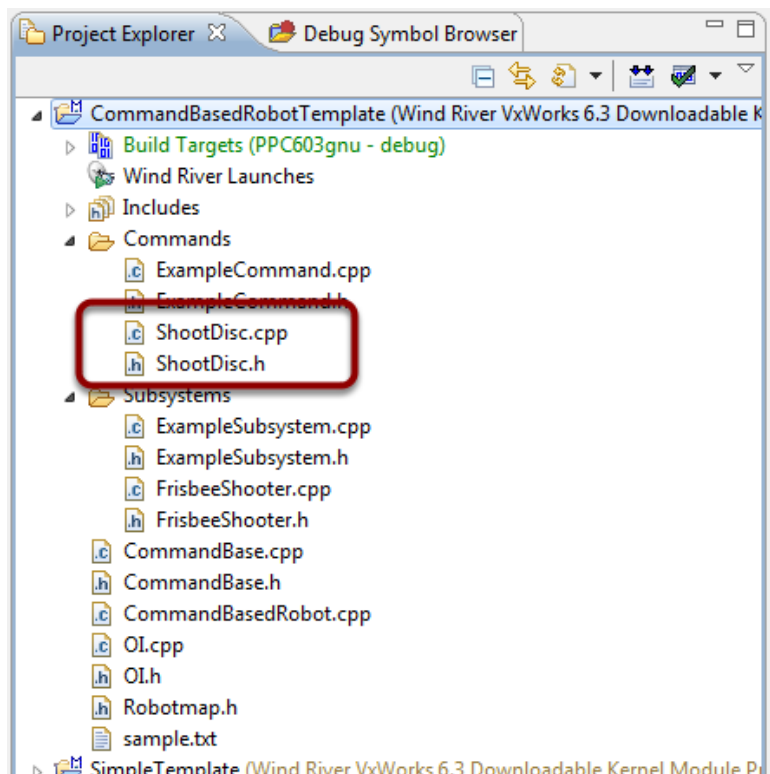 Project Explorer Debug Symbol Browser
CommandBasedRobotTemplate (Wind River VxWorks 6.3 Downloadable K
Build Targets (PPC603gnu - debug)
Wind River Launches
Includes
Commands
ExampleCommand.cpp
ExampleCommand.h
ShootDisc.cpp
ShootDisc.h
Subsystems
ExampleSubsystem.cpp
ExampleSubsystem.h
FrisbeeShooter.cpp
FrisbeeShooter.h
CommandBase.cpp
CommandBase.h
CommandBasedRobot.cpp
OI.cpp
OI.h
Robotmap.h
sample.txt
SimpleTemplate (Wind River VxWorks 6.3 Downloadable Kernel Module P